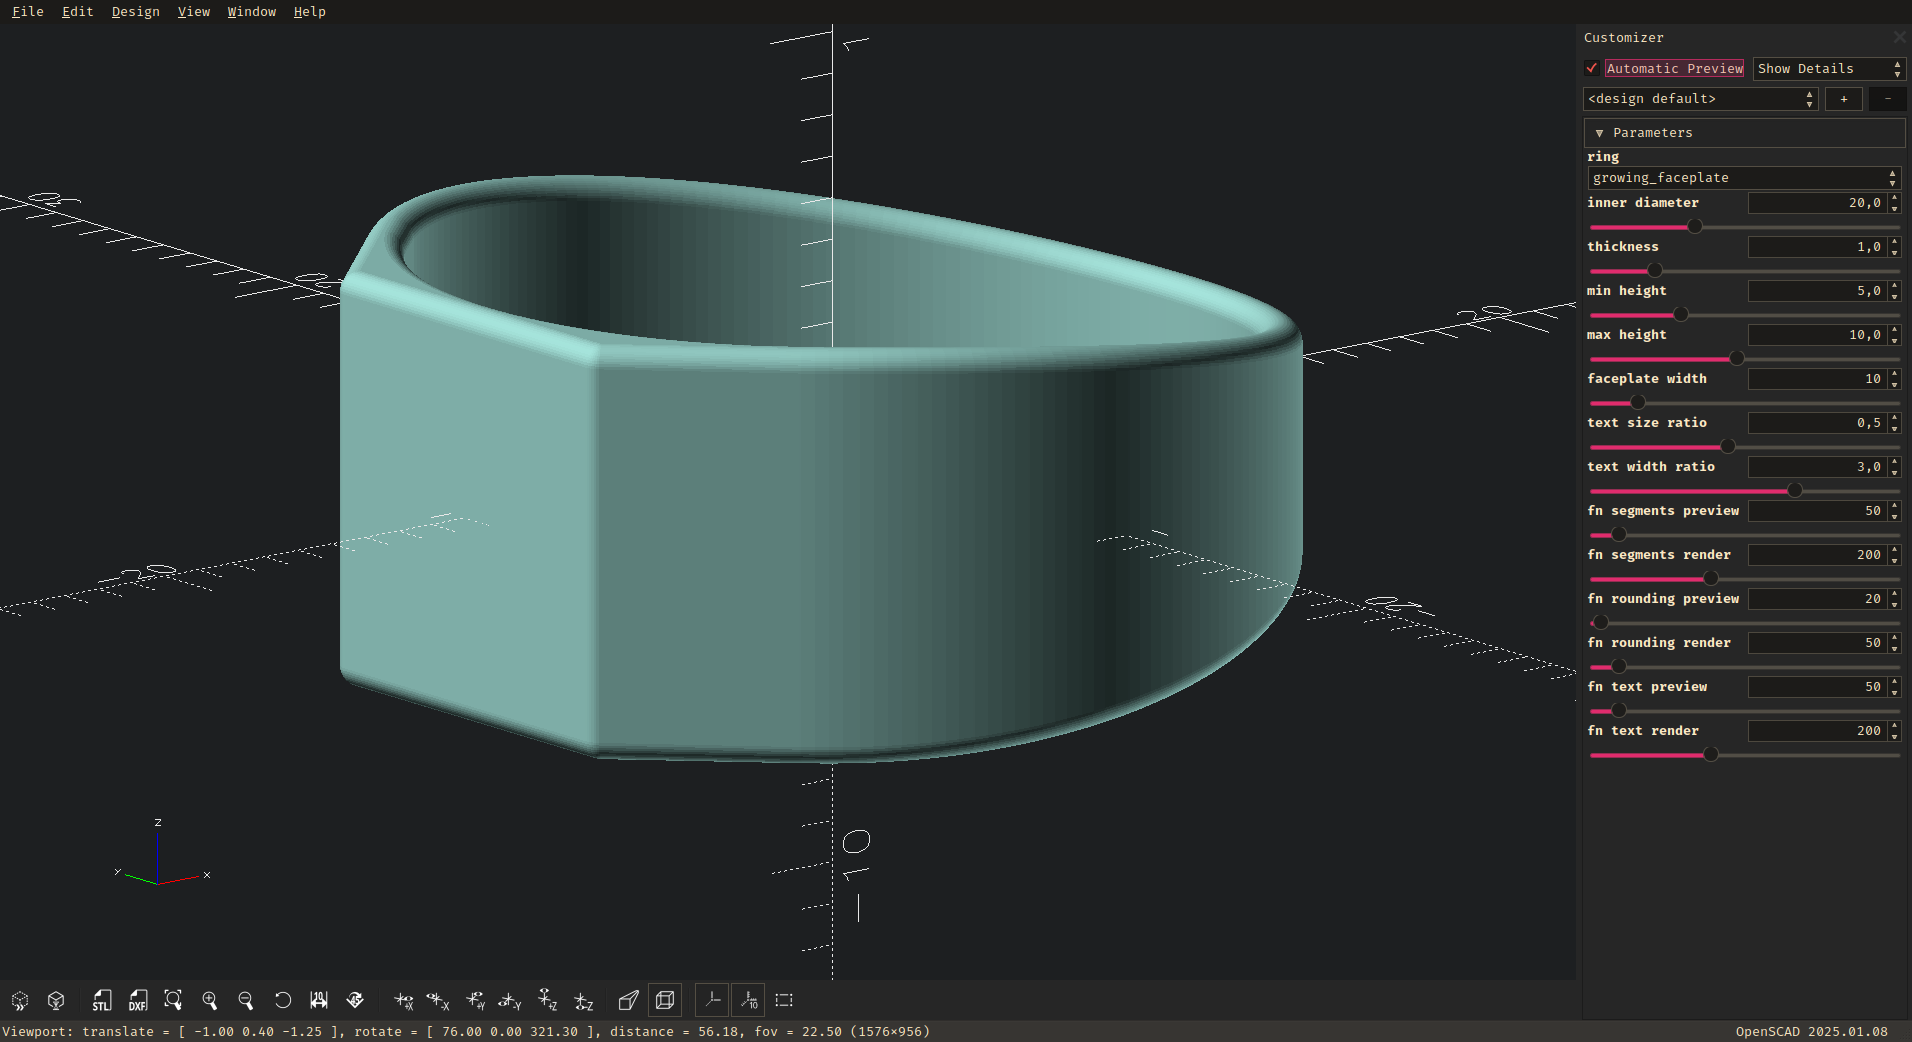 File Edit Design View Window Help
Customizer
Automatic Preview Show Details
<design default> + -
Parameters
ring
growing_faceplate
inner diameter 20,0
thickness 1,0
min height 5,0
max height 10,0
faceplate width 10
text size ratio 0,5
text width ratio 3,0
fn segments preview 50
fn segments render 200
fn rounding preview 20
fn rounding render 50
fn text preview 50
fn text render 200
z
y x
STL DXF 10 +X -X +Y -Y +Z -Z 10
Viewport: translate = [ -1.00 0.40 -1.25 ], rotate = [ 76.00 0.00 321.30 ], distance = 56.18, fov = 22.50 (1576×956) OpenSCAD 2025.01.08